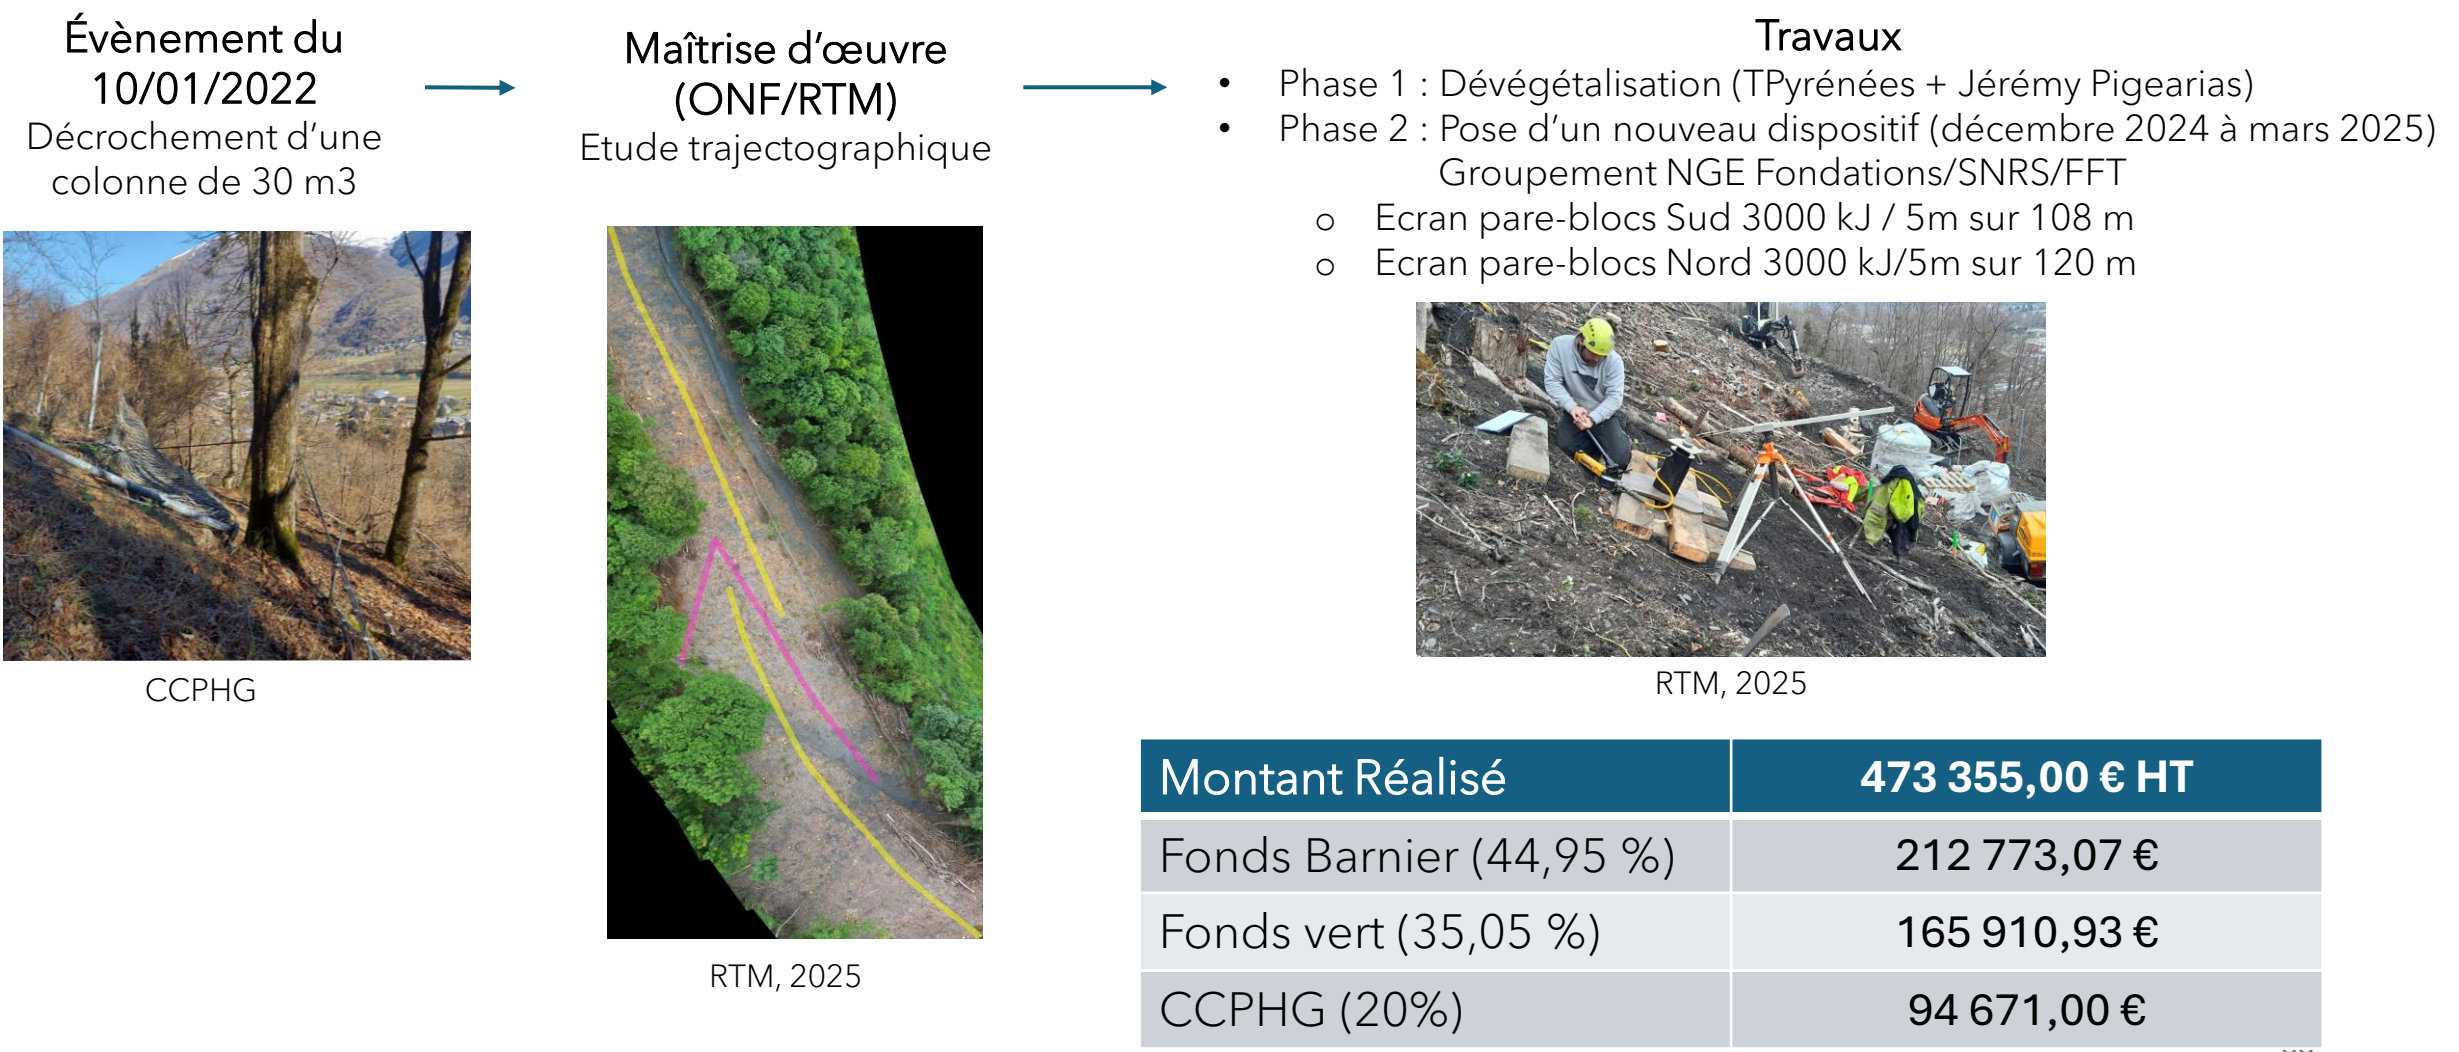 Évènement du
10/01/2022
Décrochement d’une
colonne de 30 m3
CCPHG
Maîtrise d’œuvre
(ONF/RTM)
Etude trajectographique
RTM, 2025
Travaux
• Phase 1 : Dévégétalisation (TPyrénées + Jérémy Pigearias)
• Phase 2 : Pose d’un nouveau dispositif (décembre 2024 à mars 2025)
Groupement NGE Fondations/SNRS/FFT
o Ecran pare-blocs Sud 3000 kJ / 5m sur 108 m
o Ecran pare-blocs Nord 3000 kJ/5m sur 120 m
RTM, 2025
Montant Réalisé 473 355,00 € HT
Fonds Barnier (44,95 %) 212 773,07 €
Fonds vert (35,05 %) 165 910,93 €
CCPHG (20%) 94 671,00 €